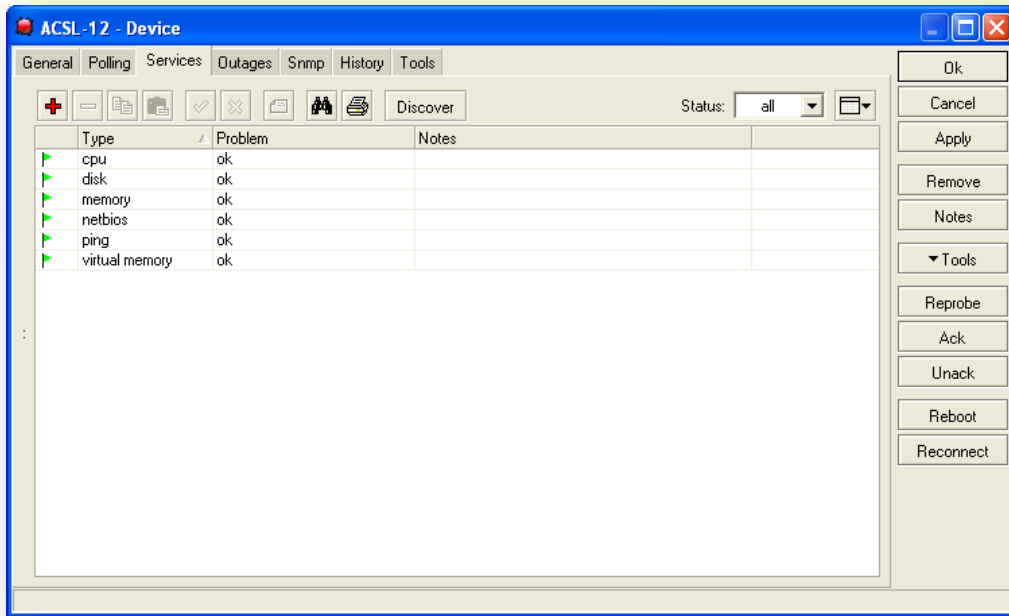 ACSL-12 - Device
General Polling Services Outages Snmp History Tools
Discover Status: all
Type Problem Notes
cpu ok
disk ok
memory ok
netbios ok
ping ok
virtual memory ok
:
Ok
Cancel
Apply
Remove
Notes
Tools
Reprobe
Ack
Unack
Reboot
Reconnect